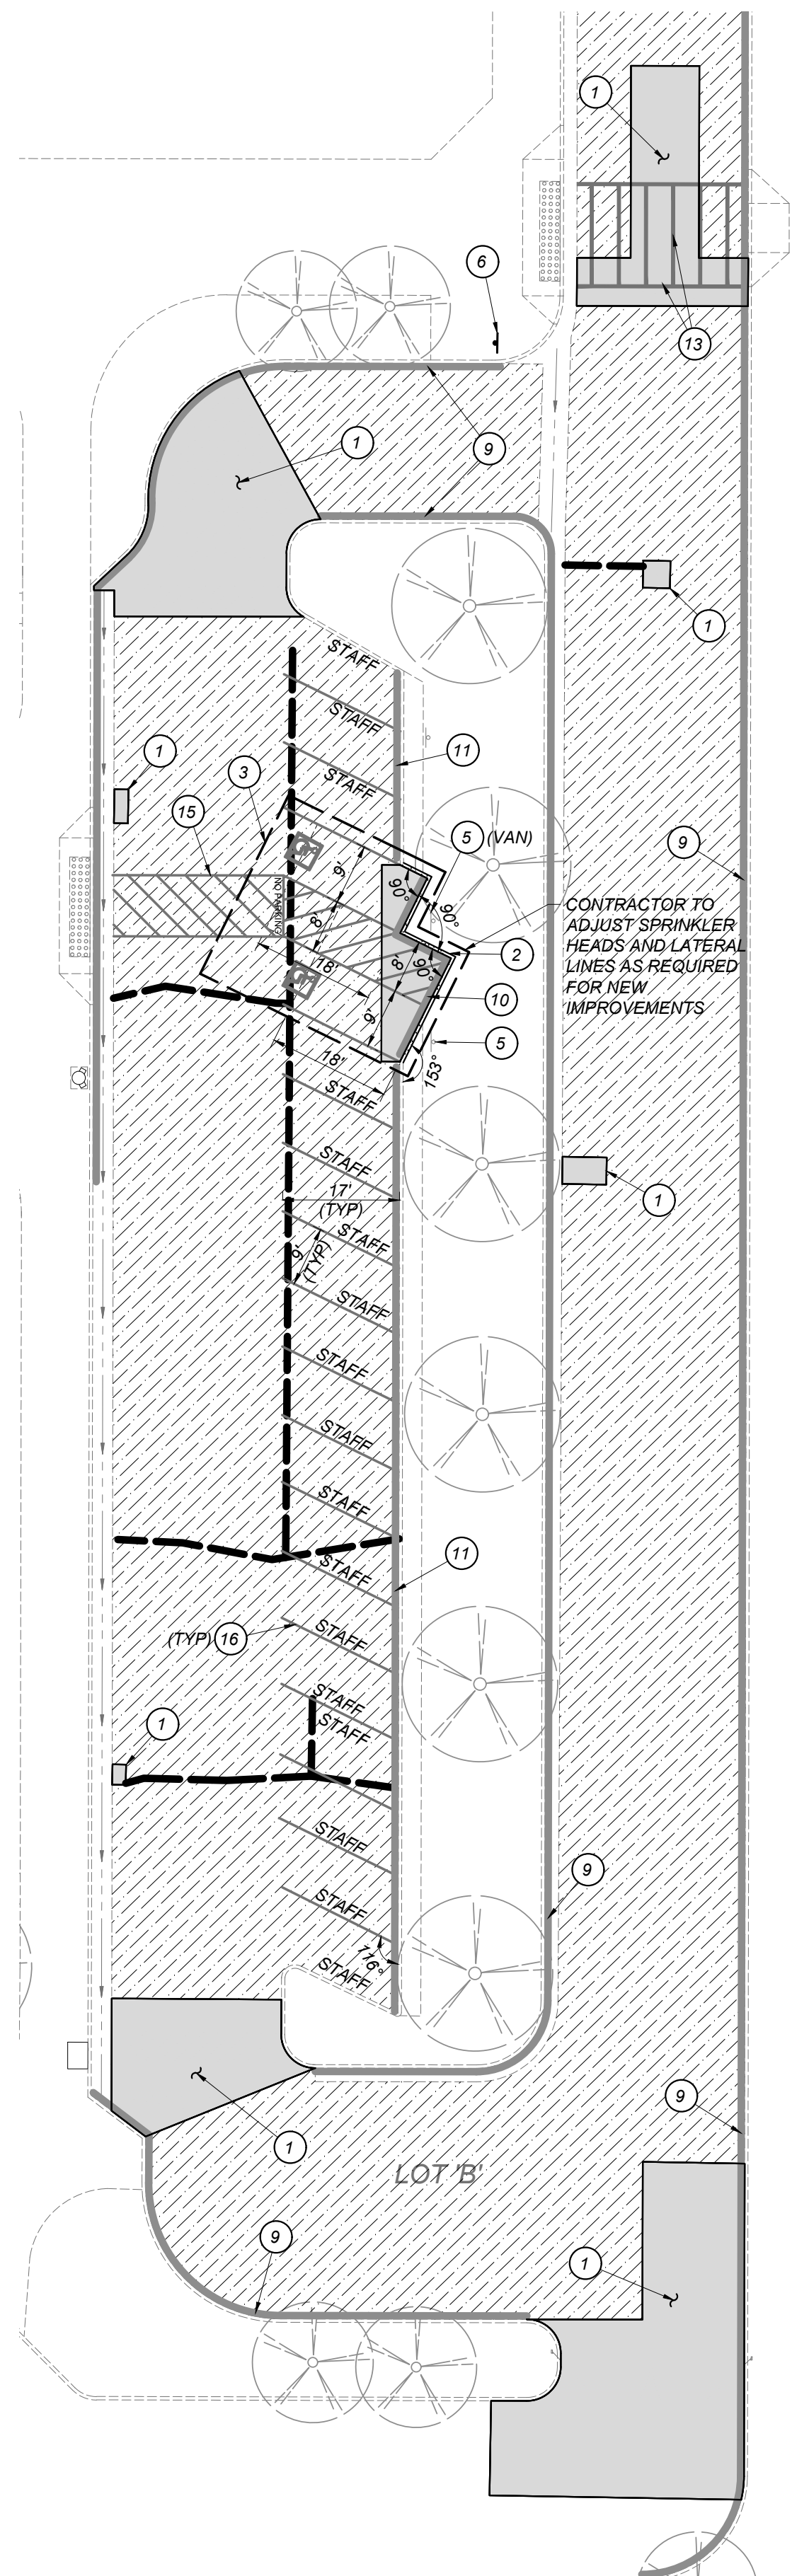 1
6
13
1
9
1
STAFF
STAFF
11
STAFF
1
3
15
5 (VAN)
9
9'
90°
90°
NO PARKING
8'
CONTRACTOR TO
ADJUST SPRINKLER
HEADS AND LATERAL
LINES AS REQUIRED
FOR NEW
IMPROVEMENTS
2
8'
90°
18'
10
9'
5
18'
153°
STAFF
STAFF
17'
(TYP)
1
STAFF
9'
(TYP)
STAFF
STAFF
STAFF
STAFF
11
STAFF
STAFF
(TYP) 16
STAFF
STAFF
1
STAFF
9
STAFF
116°
STAFF
9
1
LOT 'B'
9
1